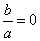 b/a = 0